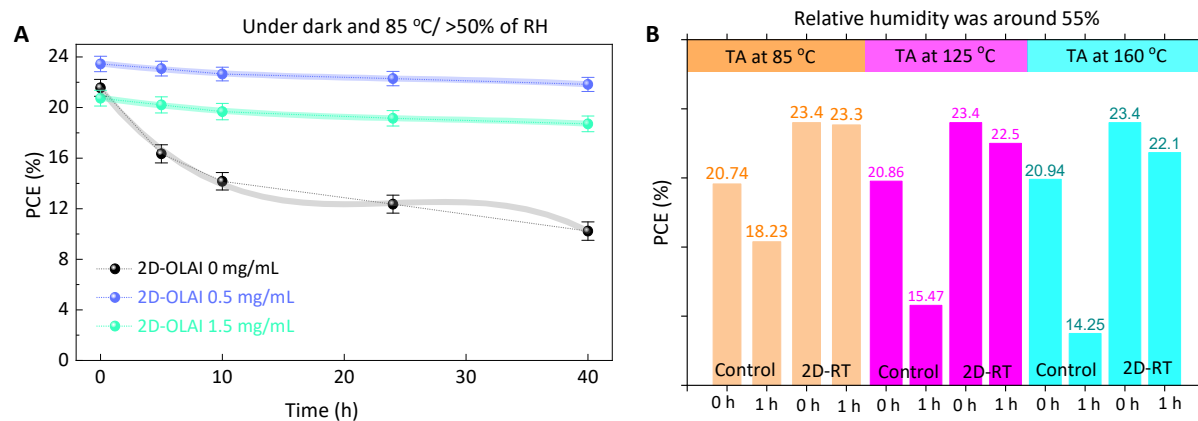 A
Under dark and 85 °C/ >50% of RH
24
20
16
12
8
4
0
PCE (%)
2D-OLAI 0 mg/mL
2D-OLAI 0.5 mg/mL
2D-OLAI 1.5 mg/mL
0 10 20 30 40
Time (h)
B
Relative humidity was around 55%
TA at 85 °C TA at 125 °C TA at 160 °C
PCE (%)
20.74 18.23 23.4 23.3 20.86 15.47 23.4 22.5 20.94 14.25 23.4 22.1
Control 2D-RT Control 2D-RT Control 2D-RT
0 h 1 h 0 h 1 h 0 h 1 h 0 h 1 h 0 h 1 h 0 h 1 h